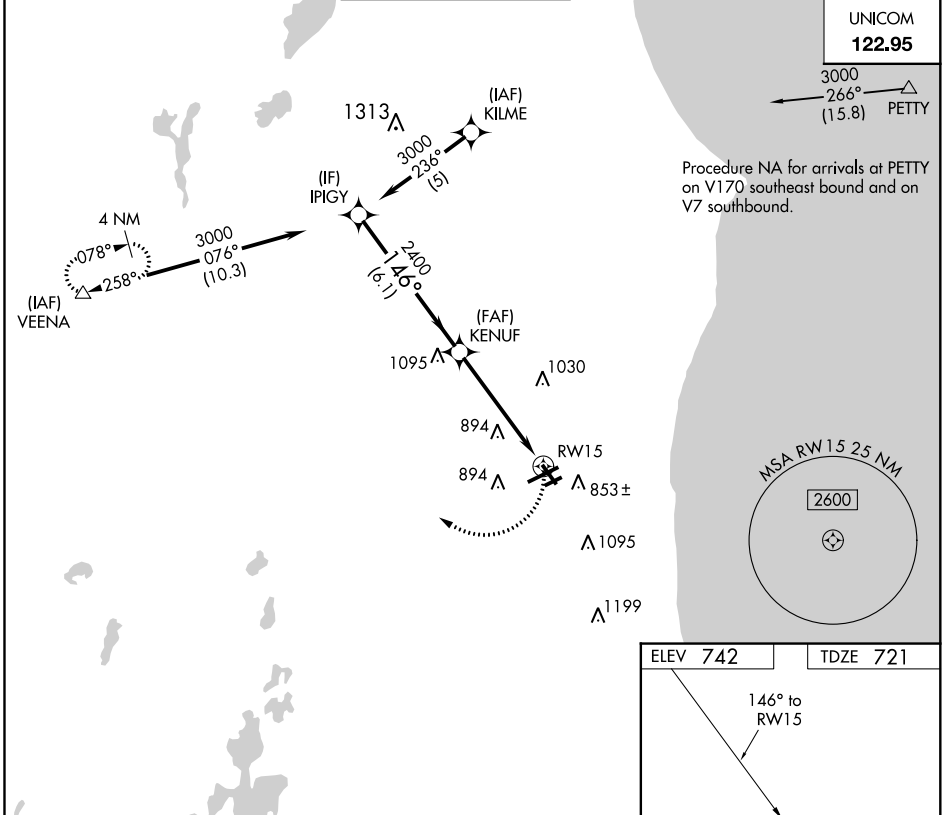 UNICOM
122.95
3000
266°
(15.8)
PETTY
Procedure NA for arrivals at PETTY
on V170 southeast bound and on
V7 southbound.
1313
(IAF)
KILME
3000
236°
(5)
(IF)
IPIGY
4 NM
078°
258°
3000
076°
(10.3)
(IAF)
VEENA
2400
146°
(6.1)
(FAF)
KENUF
1095
1030
894
RW15
894
853±
1095
1199
MSA RW15 25 NM
2600
ELEV 742
TDZE 721
146° to
RW15